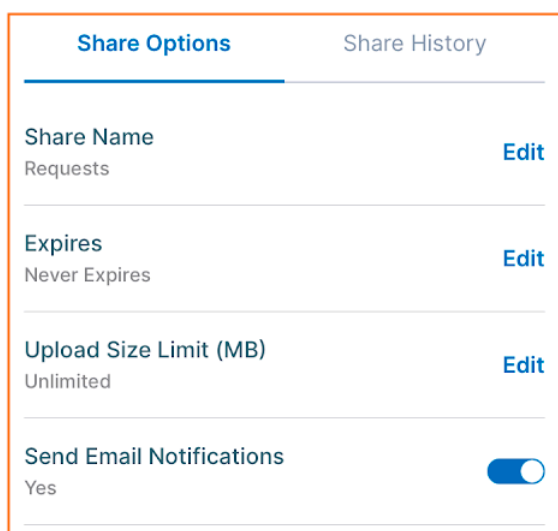 Share Options Share History
Share Name
Edit
Requests
Expires
Edit
Never Expires
Upload Size Limit (MB)
Edit
Unlimited
Send Email Notifications
Yes